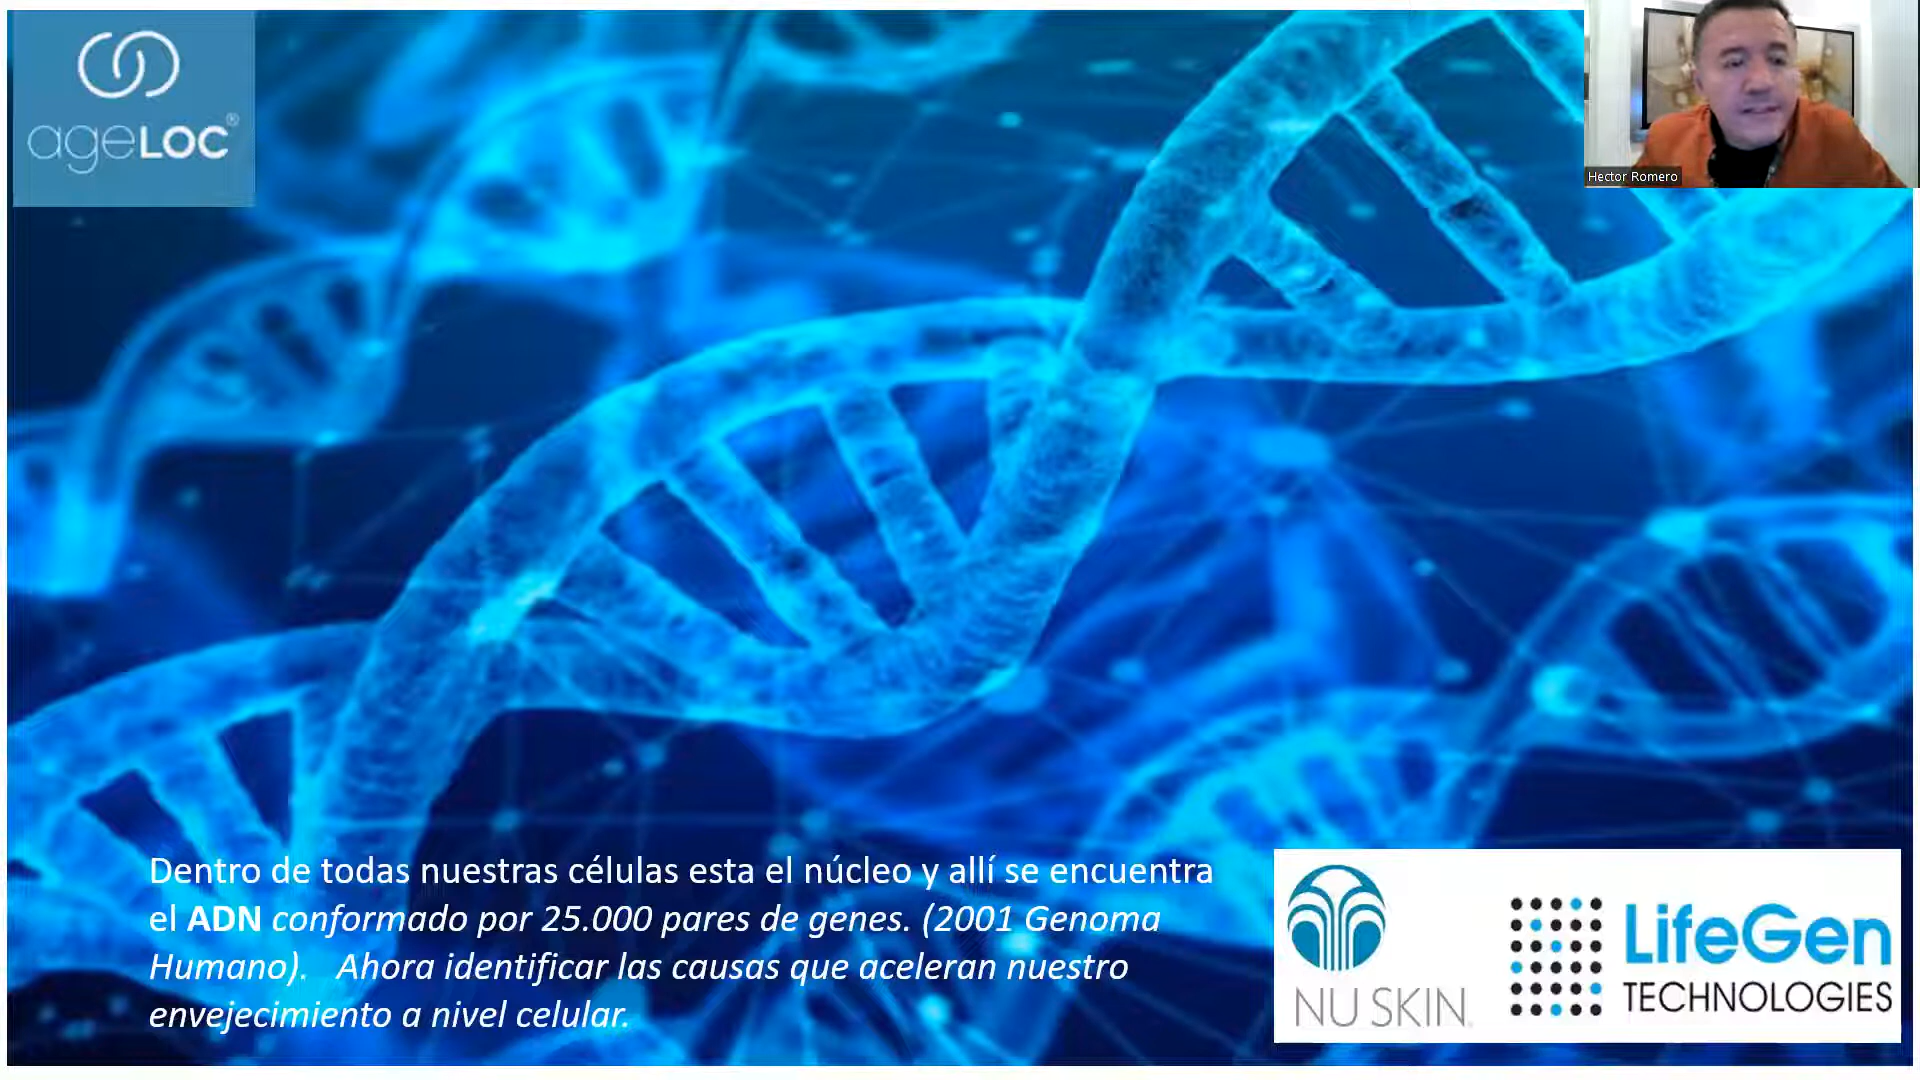 ageLOC®
Hector Romero
Dentro de todas nuestras células esta el núcleo y allí se encuentra
el ADN conformado por 25.000 pares de genes. (2001 Genoma
Humano).   Ahora identificar las causas que aceleran nuestro
envejecimiento a nivel celular.
NU SKIN
LifeGen
TECHNOLOGIES